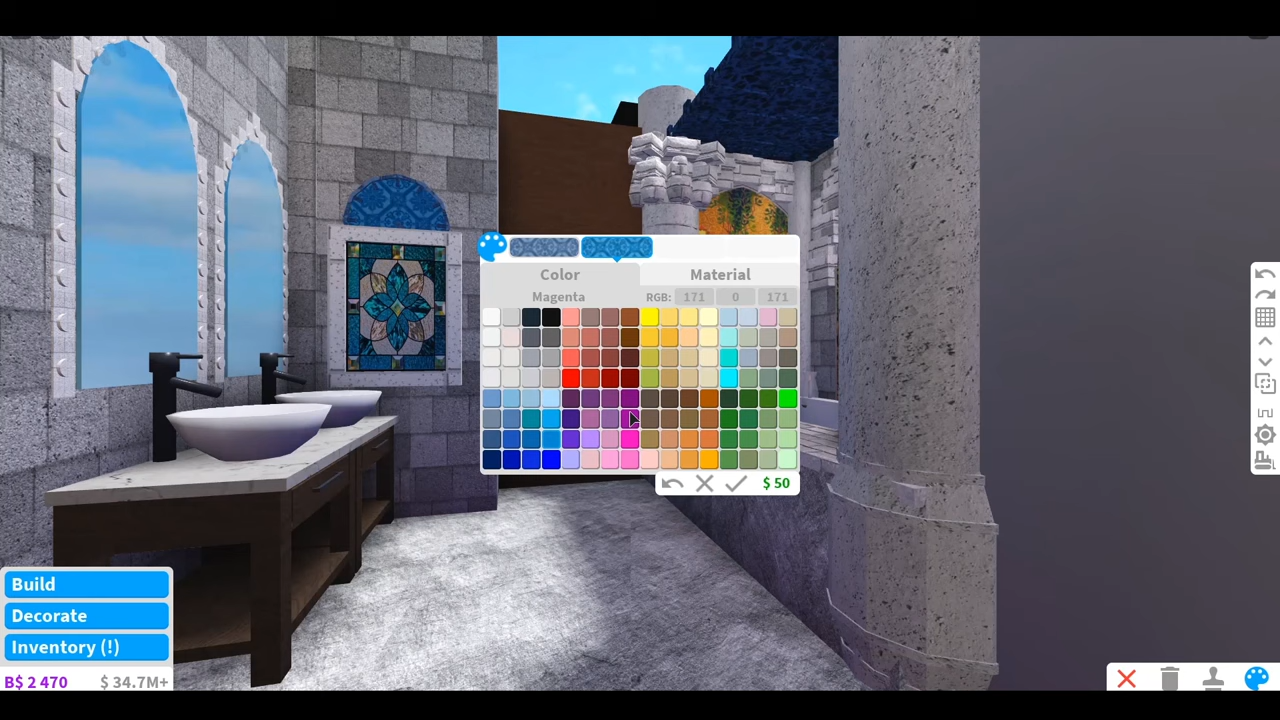 Color
Material
Magenta
RGB: 171 0 171
$ 50
Build
Decorate
Inventory (!)
B$ 2 470 $ 34.7M+